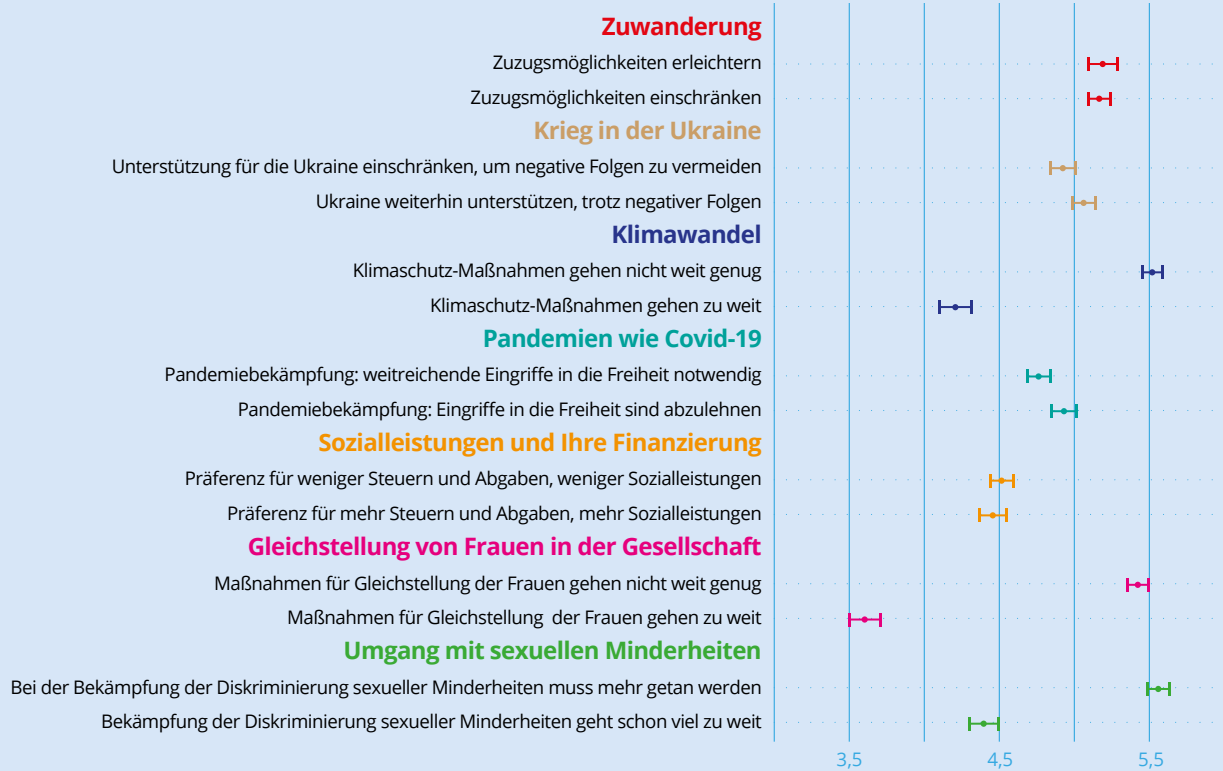 Zuwanderung
Zuzugsmöglichkeiten erleichtern
Zuzugsmöglichkeiten einschränken
Krieg in der Ukraine
Unterstützung für die Ukraine einschränken, um negative Folgen zu vermeiden
Ukraine weiterhin unterstützen, trotz negativer Folgen
Klimawandel
Klimaschutz-Maßnahmen gehen nicht weit genug
Klimaschutz-Maßnahmen gehen zu weit
Pandemien wie Covid-19
Pandemiebekämpfung: weitreichende Eingriffe in die Freiheit notwendig
Pandemiebekämpfung: Eingriffe in die Freiheit sind abzulehnen
Sozialleistungen und Ihre Finanzierung
Präferenz für weniger Steuern und Abgaben, weniger Sozialleistungen
Präferenz für mehr Steuern und Abgaben, mehr Sozialleistungen
Gleichstellung von Frauen in der Gesellschaft
Maßnahmen für Gleichstellung der Frauen gehen nicht weit genug
Maßnahmen für Gleichstellung der Frauen gehen zu weit
Umgang mit sexuellen Minderheiten
Bei der Bekämpfung der Diskriminierung sexueller Minderheiten muss mehr getan werden
Bekämpfung der Diskriminierung sexueller Minderheiten geht schon viel zu weit
3,5 4,5 5,5